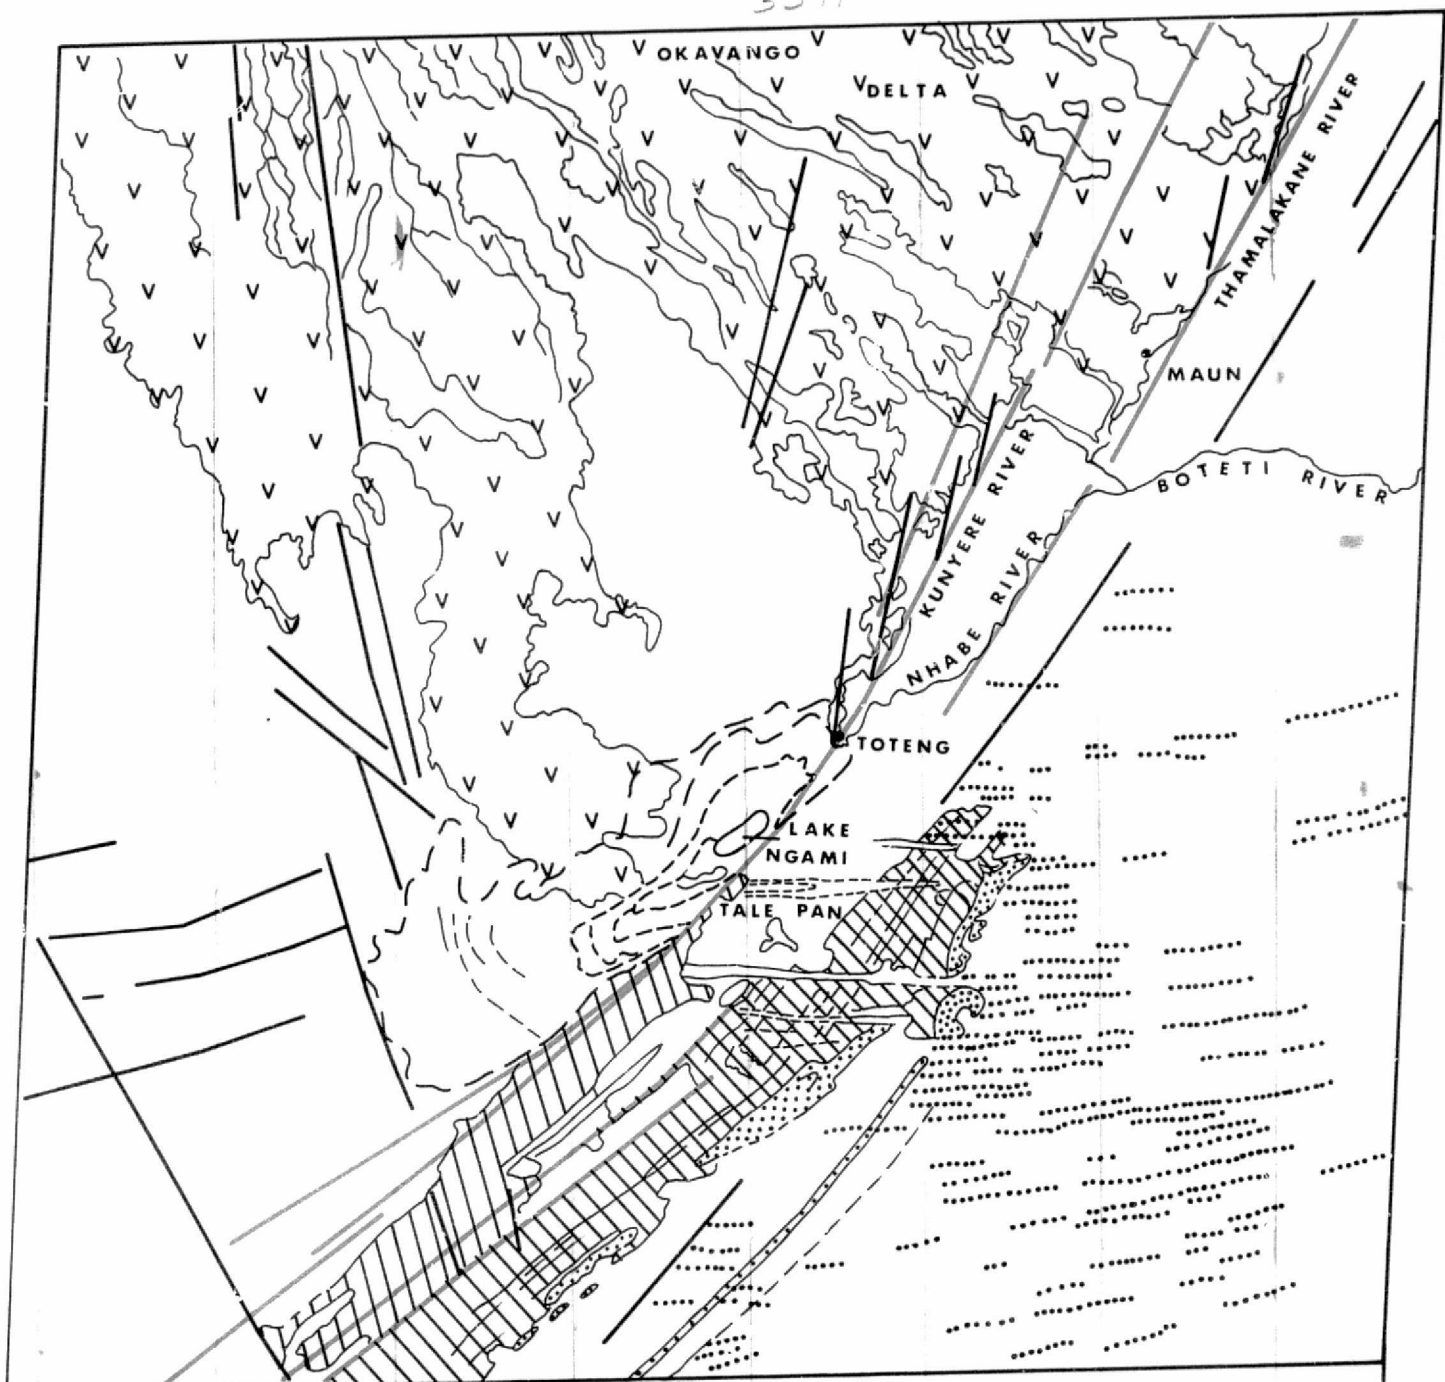 OKAVANGO
DELTA
THAMALAKANE RIVER
MAUN
BOTETI RIVER
KUNYERE RIVER
NHABE RIVER
TOTENG
LAKE
NGAMI
TALE PAN